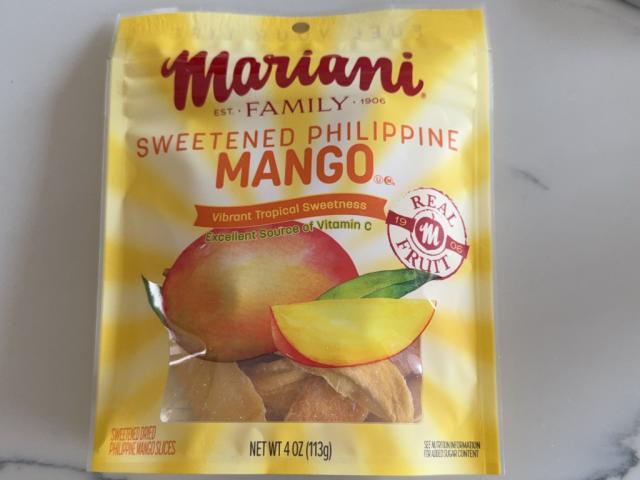 Mariani
EST. · FAMILY · 1906
SWEETENED PHILIPPINE
MANGO
Vibrant Tropical Sweetness
Excellent Source of Vitamin C
REAL
19 M 06
FRUIT
SWEETENED DRIED
PHILIPPINE MANGO SLICES
NET WT 4 OZ (113g)
SEE NUTRITION INFORMATION
FOR ADDED SUGAR CONTENT